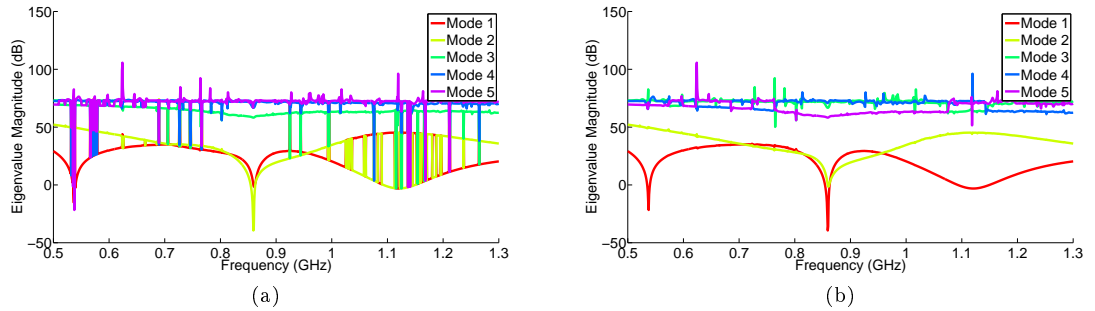 150
100
50
0
−50
Eigenvalue Magnitude (dB)
0.5 0.6 0.7 0.8 0.9 1 1.1 1.2 1.3
Frequency (GHz)
Mode 1
Mode 2
Mode 3
Mode 4
Mode 5
(a)
150
100
50
0
−50
Eigenvalue Magnitude (dB)
0.5 0.6 0.7 0.8 0.9 1 1.1 1.2 1.3
Frequency (GHz)
Mode 1
Mode 2
Mode 3
Mode 4
Mode 5
(b)